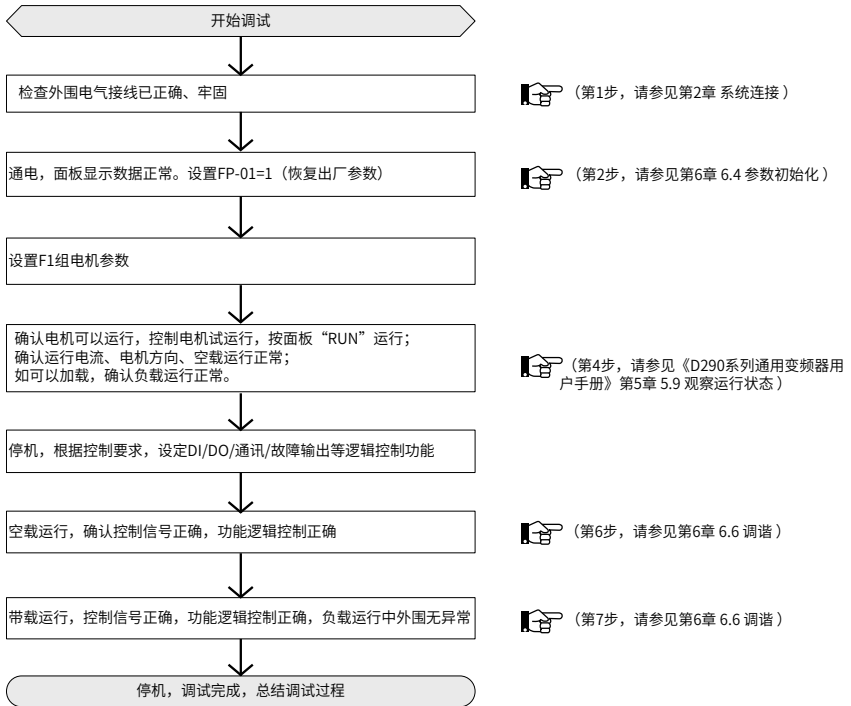 开始调试
检查外围电气接线已正确、牢固
（第1步，请参见第2章 系统连接 ）
通电，面板显示数据正常。设置FP-01=1（恢复出厂参数）
（第2步，请参见第6章 6.4 参数初始化 ）
设置F1组电机参数
确认电机可以运行，控制电机试运行，按面板“RUN”运行；
确认运行电流、电机方向、空载运行正常；
如可以加载，确认负载运行正常。
（第4步，请参见《D290系列通用变频器用
户手册》第5章 5.9 观察运行状态 ）
停机，根据控制要求，设定DI/DO/通讯/故障输出等逻辑控制功能
空载运行，确认控制信号正确，功能逻辑控制正确
（第6步，请参见第6章 6.6 调谐 ）
带载运行，控制信号正确，功能逻辑控制正确，负载运行中外围无异常
（第7步，请参见第6章 6.6 调谐 ）
停机，调试完成，总结调试过程